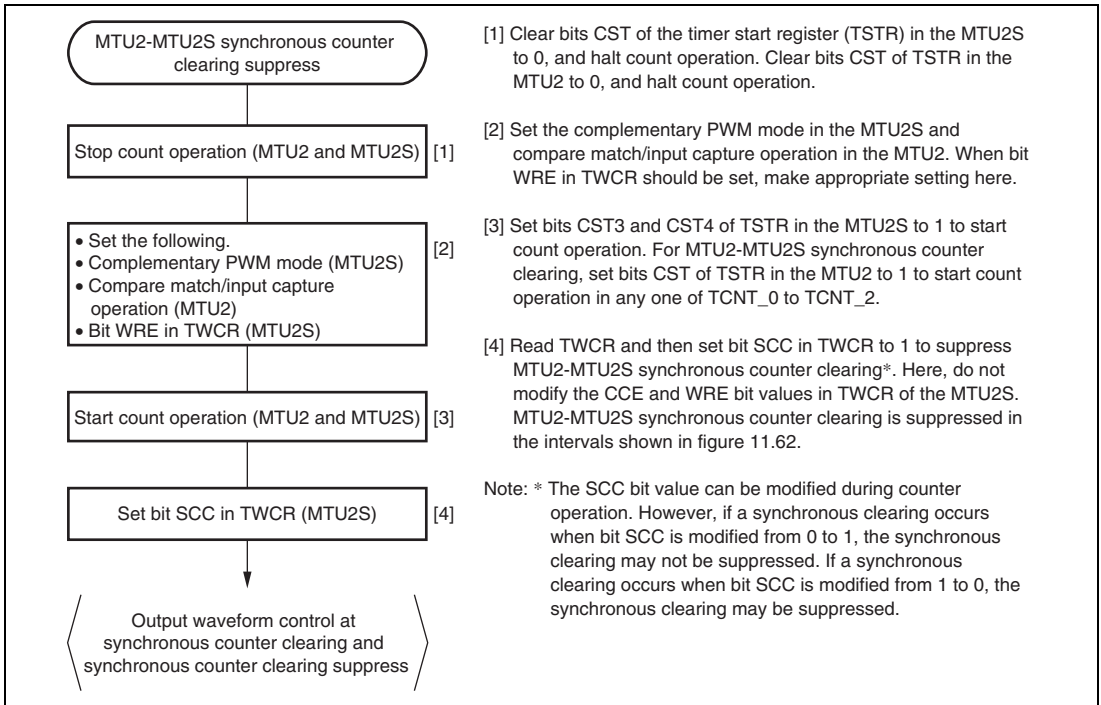 MTU2-MTU2S synchronous counter
clearing suppress
Stop count operation (MTU2 and MTU2S)
[1]
• Set the following.
• Complementary PWM mode (MTU2S)
• Compare match/input capture
operation (MTU2)
• Bit WRE in TWCR (MTU2S)
[2]
Start count operation (MTU2 and MTU2S)
[3]
Set bit SCC in TWCR (MTU2S)
[4]
Output waveform control at
synchronous counter clearing and
synchronous counter clearing suppress
[1] Clear bits CST of the timer start register (TSTR) in the MTU2S
to 0, and halt count operation. Clear bits CST of TSTR in the
MTU2 to 0, and halt count operation.
[2] Set the complementary PWM mode in the MTU2S and
compare match/input capture operation in the MTU2. When bit
WRE in TWCR should be set, make appropriate setting here.
[3] Set bits CST3 and CST4 of TSTR in the MTU2S to 1 to start
count operation. For MTU2-MTU2S synchronous counter
clearing, set bits CST of TSTR in the MTU2 to 1 to start count
operation in any one of TCNT_0 to TCNT_2.
[4] Read TWCR and then set bit SCC in TWCR to 1 to suppress
MTU2-MTU2S synchronous counter clearing*. Here, do not
modify the CCE and WRE bit values in TWCR of the MTU2S.
MTU2-MTU2S synchronous counter clearing is suppressed in
the intervals shown in figure 11.62.
Note: * The SCC bit value can be modified during counter
operation. However, if a synchronous clearing occurs
when bit SCC is modified from 0 to 1, the synchronous
clearing may not be suppressed. If a synchronous
clearing occurs when bit SCC is modified from 1 to 0, the
synchronous clearing may be suppressed.